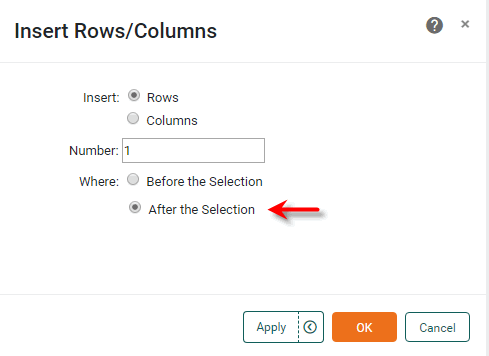 Insert Rows/Columns
Insert: Rows
Columns
Number: 1
Where: Before the Selection
After the Selection
Apply OK Cancel